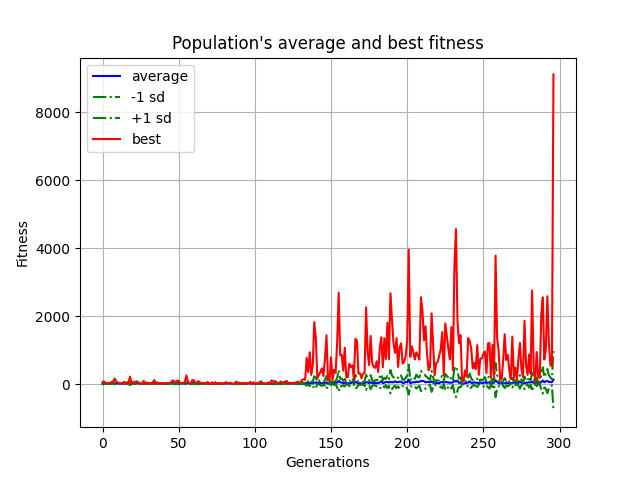 Population's average and best fitness
average
-1 sd
+1 sd
best
8000
6000
4000
2000
0
Fitness
0 50 100 150 200 250 300
Generations